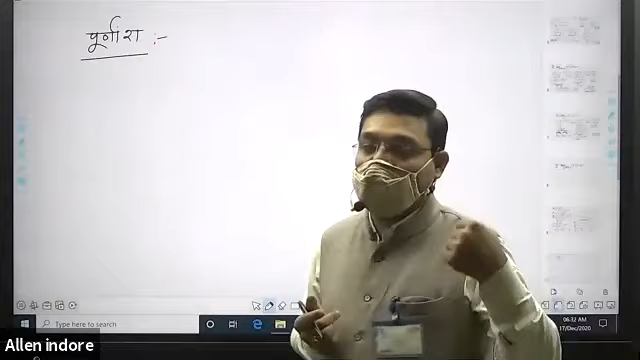 पूर्णांश :-
Type here to search
06:32 AM
17/Dec/2020
Allen indore